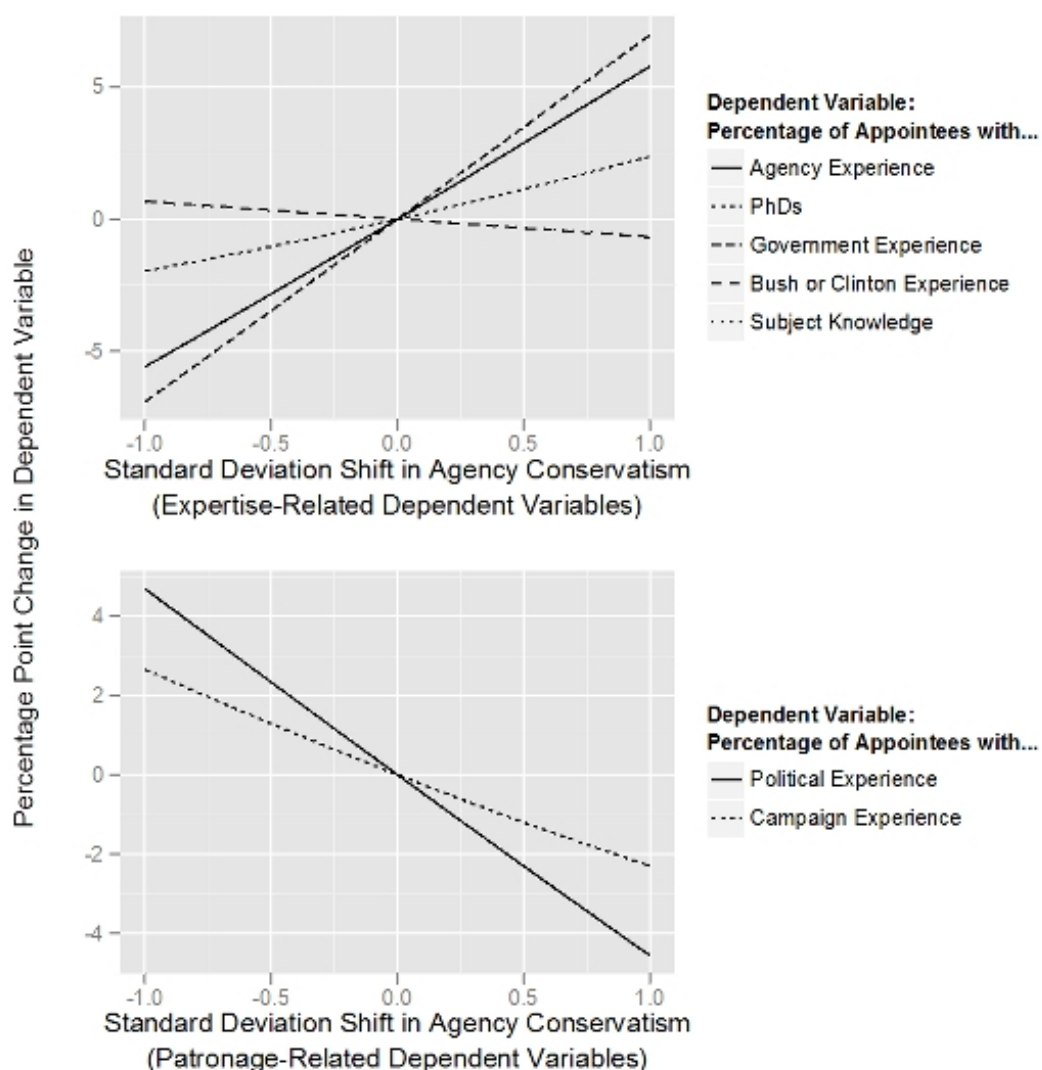 Percentage Point Change in Dependent Variable
5
0
-5
-1.0 -0.5 0.0 0.5 1.0
Standard Deviation Shift in Agency Conservatism
(Expertise-Related Dependent Variables)
Dependent Variable:
Percentage of Appointees with...
Agency Experience
PhDs
Government Experience
Bush or Clinton Experience
Subject Knowledge
4
2
0
-2
-4
-1.0 -0.5 0.0 0.5 1.0
Standard Deviation Shift in Agency Conservatism
(Patronage-Related Dependent Variables)
Dependent Variable:
Percentage of Appointees with...
Political Experience
Campaign Experience